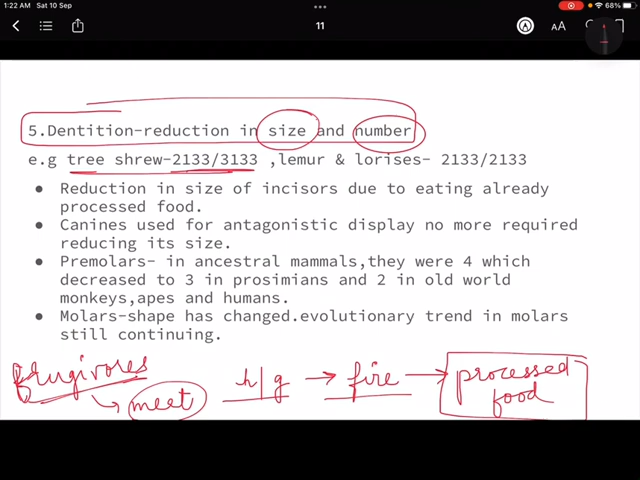 1:22 AM Sat 10 Sep
68%
11
AA
5.Dentition-reduction in size and number
e.g tree shrew-2133/3133 ,lemur & lorises- 2133/2133
• Reduction in size of incisors due to eating already
processed food.
• Canines used for antagonistic display no more required
reducing its size.
• Premolars- in ancestral mammals,they were 4 which
decreased to 3 in prosimians and 2 in old world
monkeys,apes and humans.
• Molars-shape has changed.evolutionary trend in molars
still continuing.
frugivores
→ meet
h/g → fire → processed
food